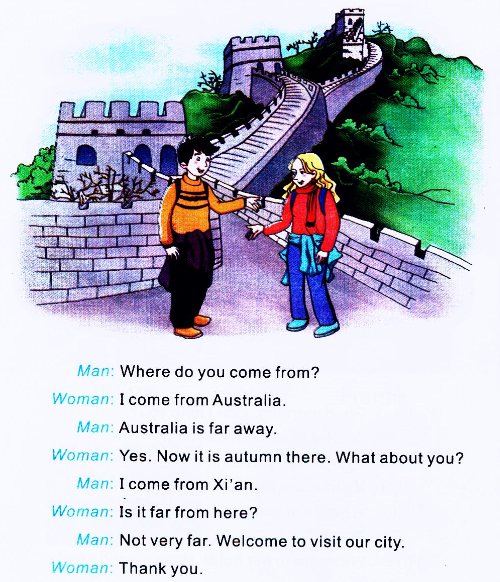 Man: Where do you come from?
Woman: I come from Australia.
Man: Australia is far away.
Woman: Yes. Now it is autumn there. What about you?
Man: I come from Xi'an.
Woman: Is it far from here?
Man: Not very far. Welcome to visit our city.
Woman: Thank you.